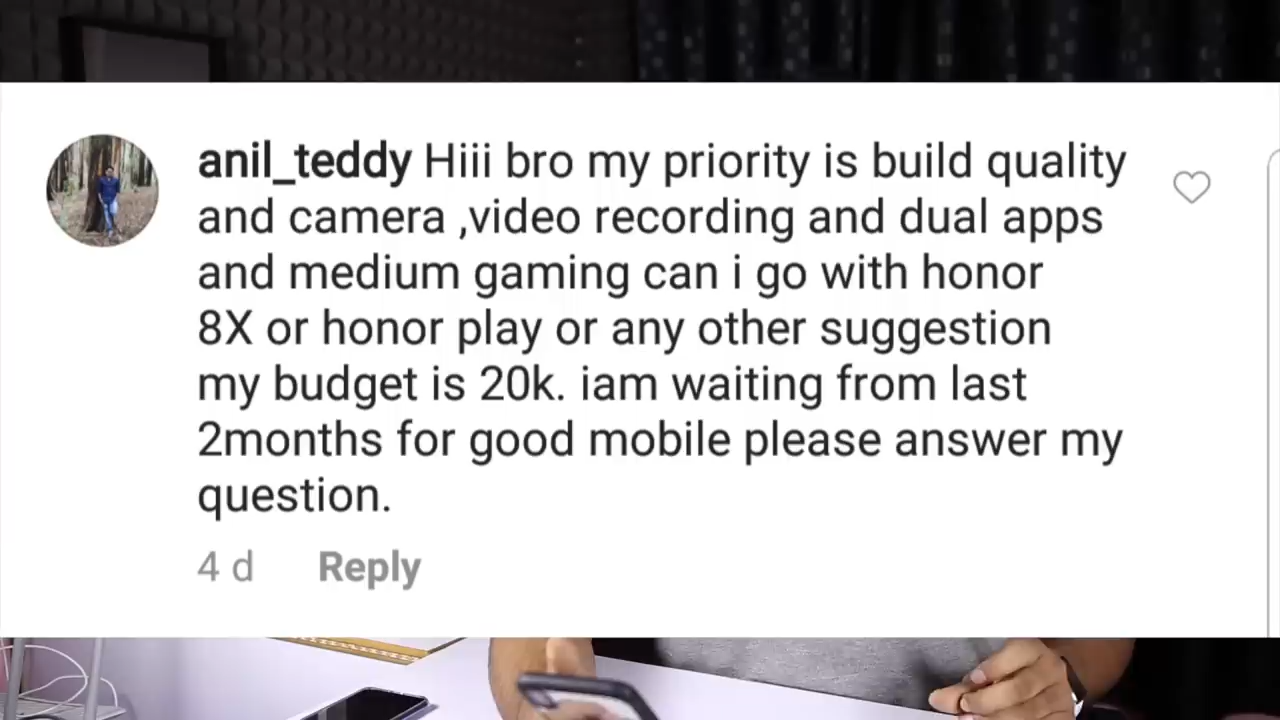 anil_teddy Hiii bro my priority is build quality
and camera ,video recording and dual apps
and medium gaming can i go with honor
8X or honor play or any other suggestion
my budget is 20k. iam waiting from last
2months for good mobile please answer my
question.
4 d Reply